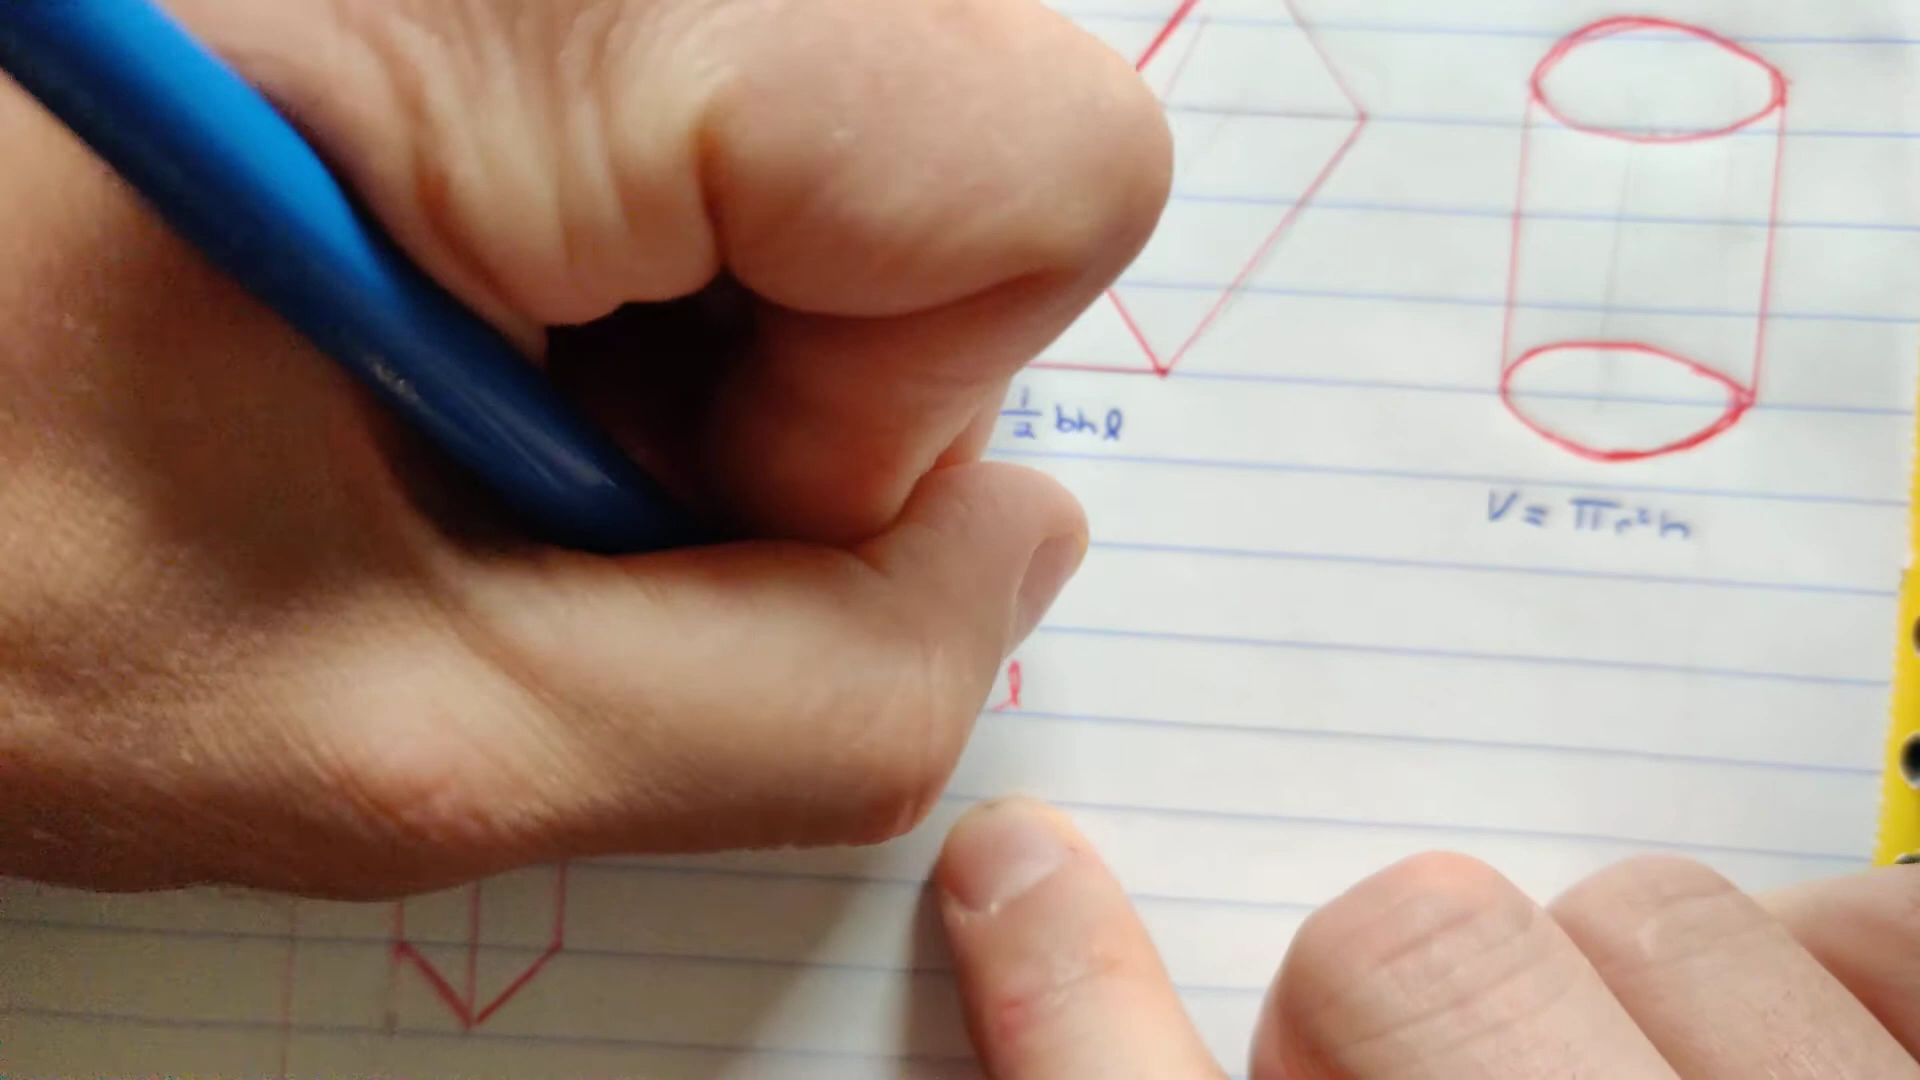 1/2 bhl
V = πr²h
l